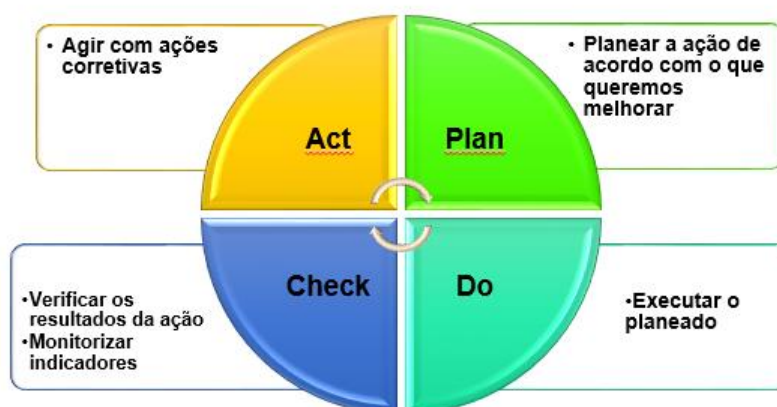 • Agir com ações
corretivas
• Planear a ação de
acordo com o que
queremos
melhorar
Act
Plan
Check
Do
•Verificar os
resultados da ação
•Monitorizar
indicadores
•Executar o
planeado